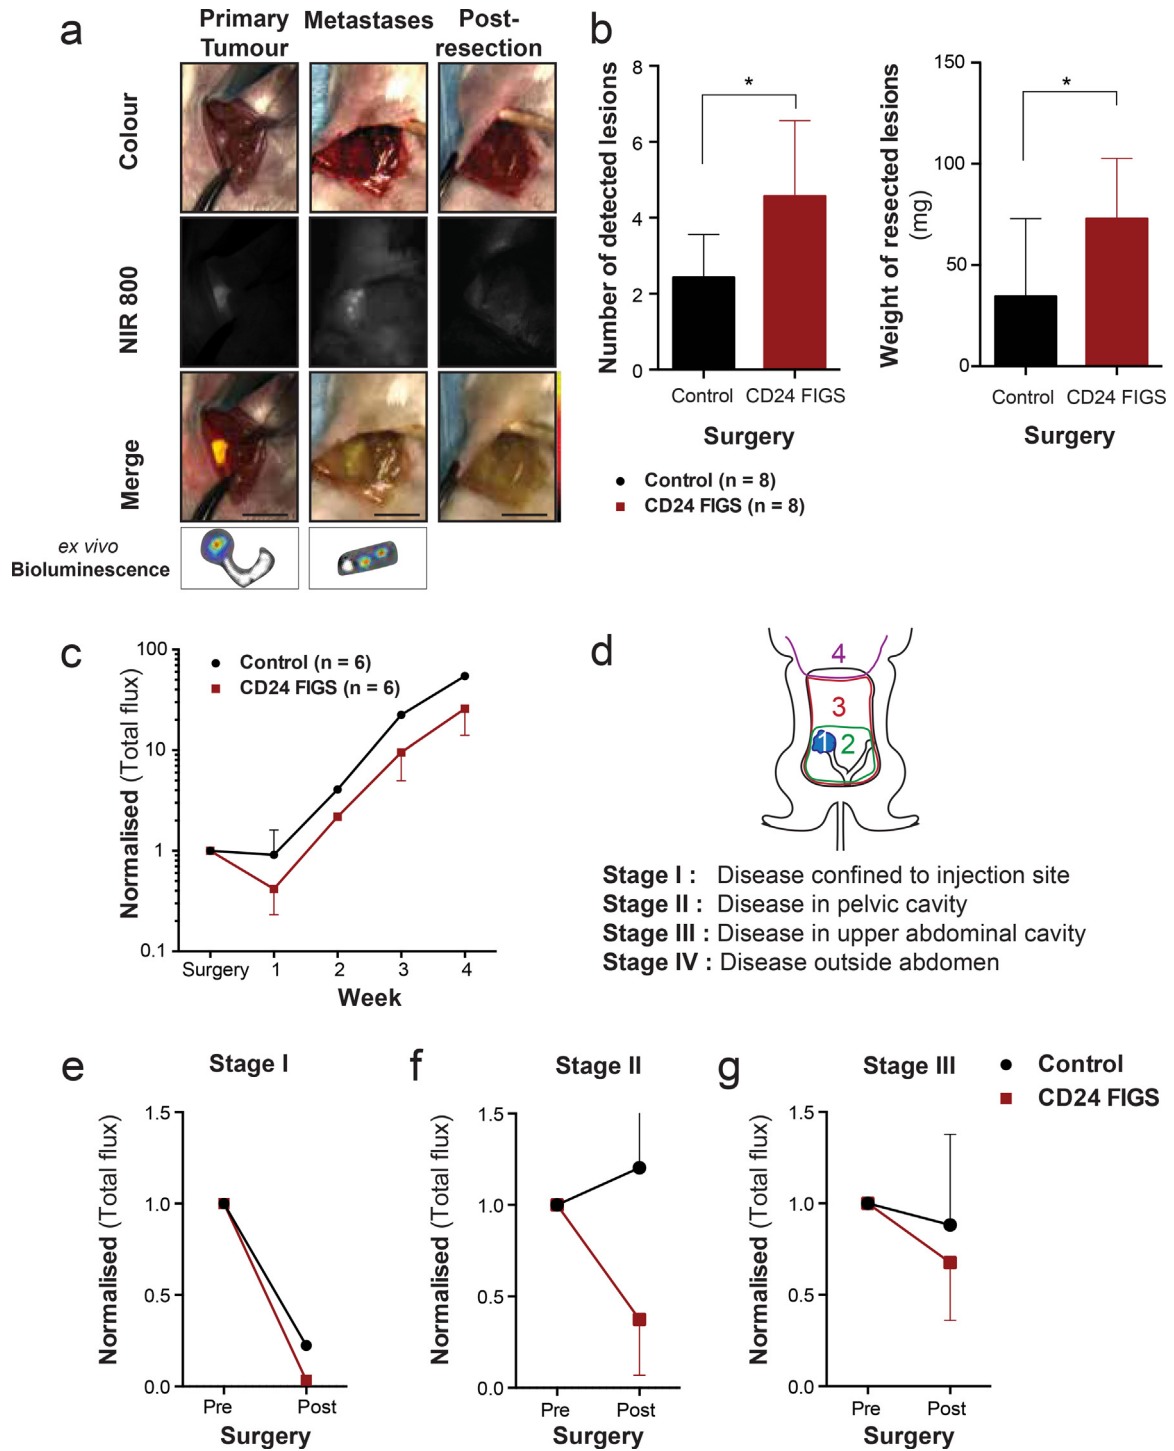 a
Primary
Tumour
Metastases
Post-
resection
Colour
NIR 800
Merge
ex vivo
Bioluminescence
b
Number of detected lesions
8
6
4
2
0
*
Control
CD24 FIGS
Surgery
Weight of resected lesions
(mg)
150
100
50
0
*
Control
CD24 FIGS
Surgery
Control (n = 8)
CD24 FIGS (n = 8)
c
Normalised (Total flux)
100
10
1
0.1
Control (n = 6)
CD24 FIGS (n = 6)
Surgery
1
2
3
4
Week
d
4
3
1
2
Stage I : Disease confined to injection site
Stage II : Disease in pelvic cavity
Stage III : Disease in upper abdominal cavity
Stage IV : Disease outside abdomen
e
Stage I
Normalised (Total flux)
1.5
1.0
0.5
0.0
Pre
Post
Surgery
f
Stage II
Normalised (Total flux)
1.5
1.0
0.5
0.0
Pre
Post
Surgery
g
Stage III
Normalised (Total flux)
1.5
1.0
0.5
0.0
Pre
Post
Surgery
Control
CD24 FIGS